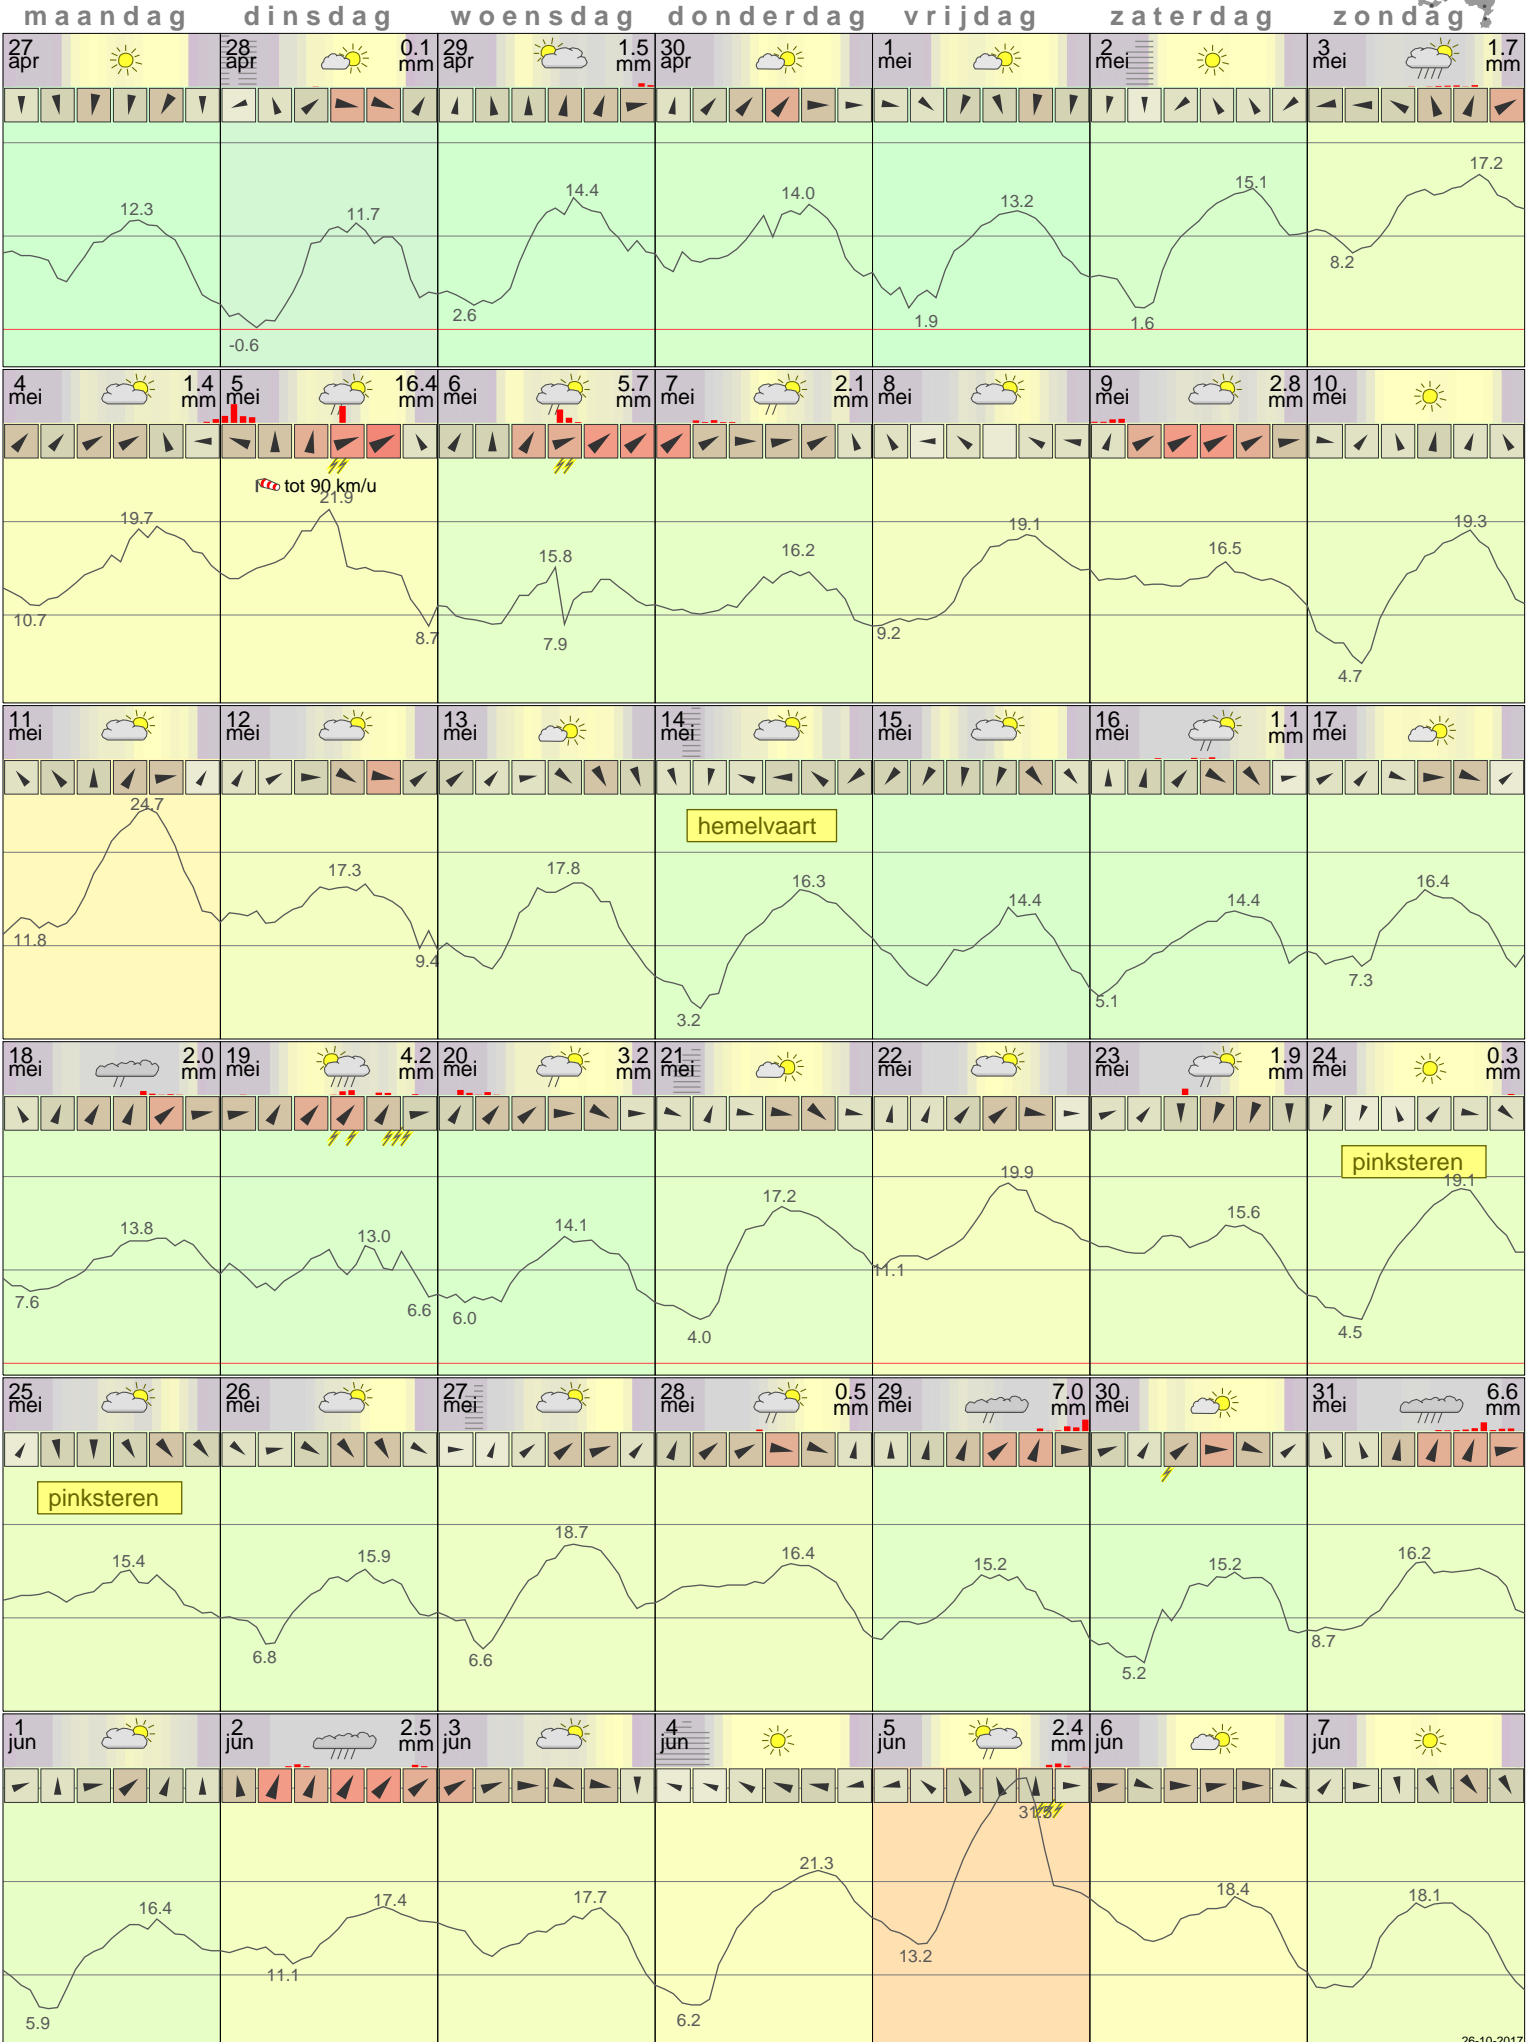 maandag dinsdag woensdag donderdag vrijdag zaterdag zondag
27 apr 28 apr 0.1 mm 29 apr 1.5 mm 30 apr 1 mei 2 mei 3 mei 1.7 mm
12.3 11.7 14.4 14.0 13.2 15.1 17.2
-0.6 2.6 1.9 1.6 8.2
4 mei 1.4 mm 5 mei 16.4 mm 6 mei 5.7 mm 7 mei 2.1 mm 8 mei 9 mei 2.8 mm 10 mei
tot 90 km/u
19.7 21.9 15.8 16.2 19.1 16.5 19.3
10.7 8.7 7.9 9.2 4.7
11 mei 12 mei 13 mei 14 mei 15 mei 16 mei 1.1 mm 17 mei
hemelvaart
24.7 17.3 17.8 16.3 14.4 14.4 16.4
11.8 9.4 3.2 5.1 7.3
18 mei 2.0 mm 19 mei 4.2 mm 20 mei 3.2 mm 21 mei 22 mei 23 mei 1.9 mm 24 mei 0.3 mm
pinksteren
13.8 13.0 14.1 17.2 19.9 15.6 19.1
7.6 6.6 6.0 4.0 11.1 4.5
25 mei 26 mei 27 mei 28 mei 0.5 mm 29 mei 7.0 mm 30 mei 31 mei 6.6 mm
pinksteren
15.4 15.9 18.7 16.4 15.2 15.2 16.2
6.8 6.6 5.2 8.7
1 jun 2 jun 2.5 mm 3 jun 4 jun 5 jun 2.4 mm 6 jun 7 jun
16.4 17.4 17.7 21.3 18.4 18.1
5.9 11.1 6.2 13.2
26-10-2017